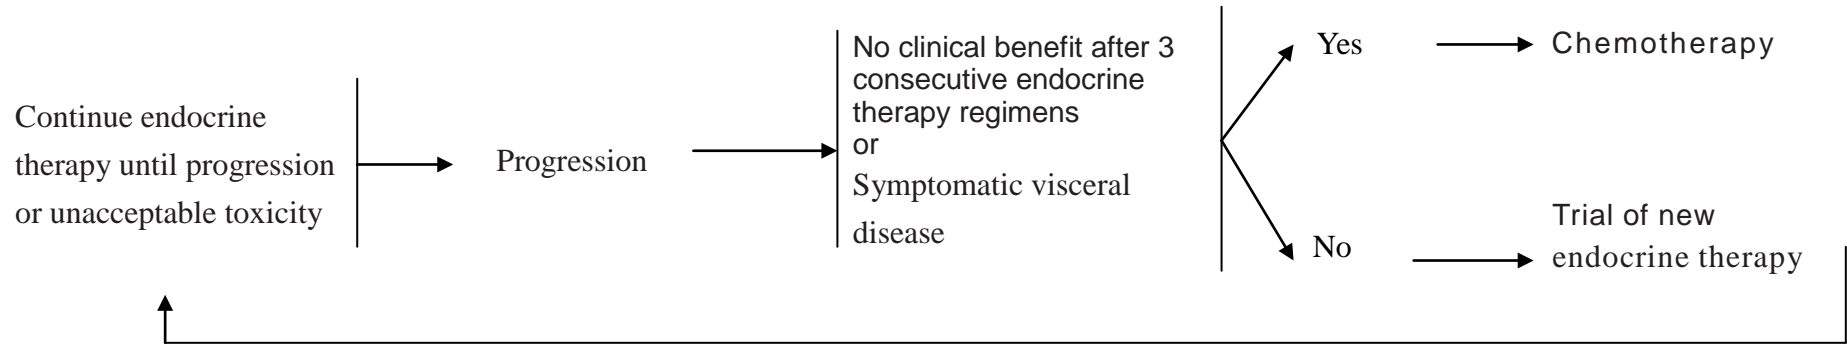 Continue endocrine
therapy until progression
or unacceptable toxicity
Progression
No clinical benefit after 3
consecutive endocrine
therapy regimens
or
Symptomatic visceral
disease
Yes
Chemotherapy
No
Trial of new
endocrine therapy